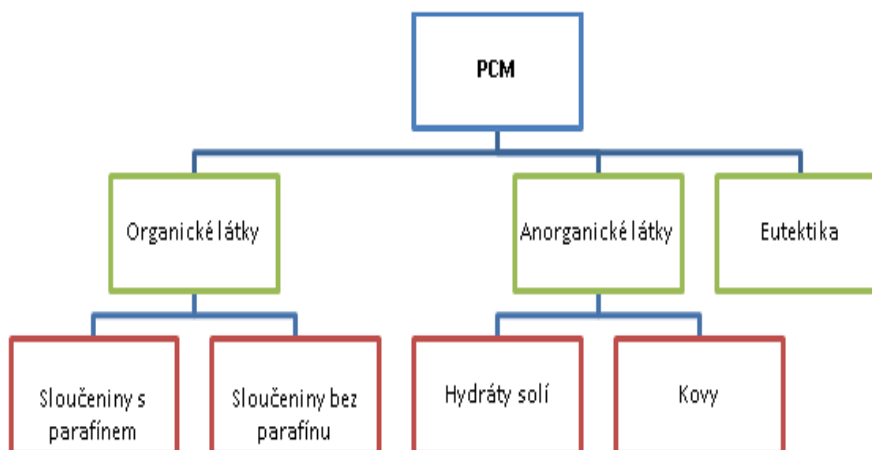 PCM
Organické látky
Anorganické látky
Eutektika
Sloučeniny s
parafínem
Sloučeniny bez
parafínu
Hydráty solí
Kovy